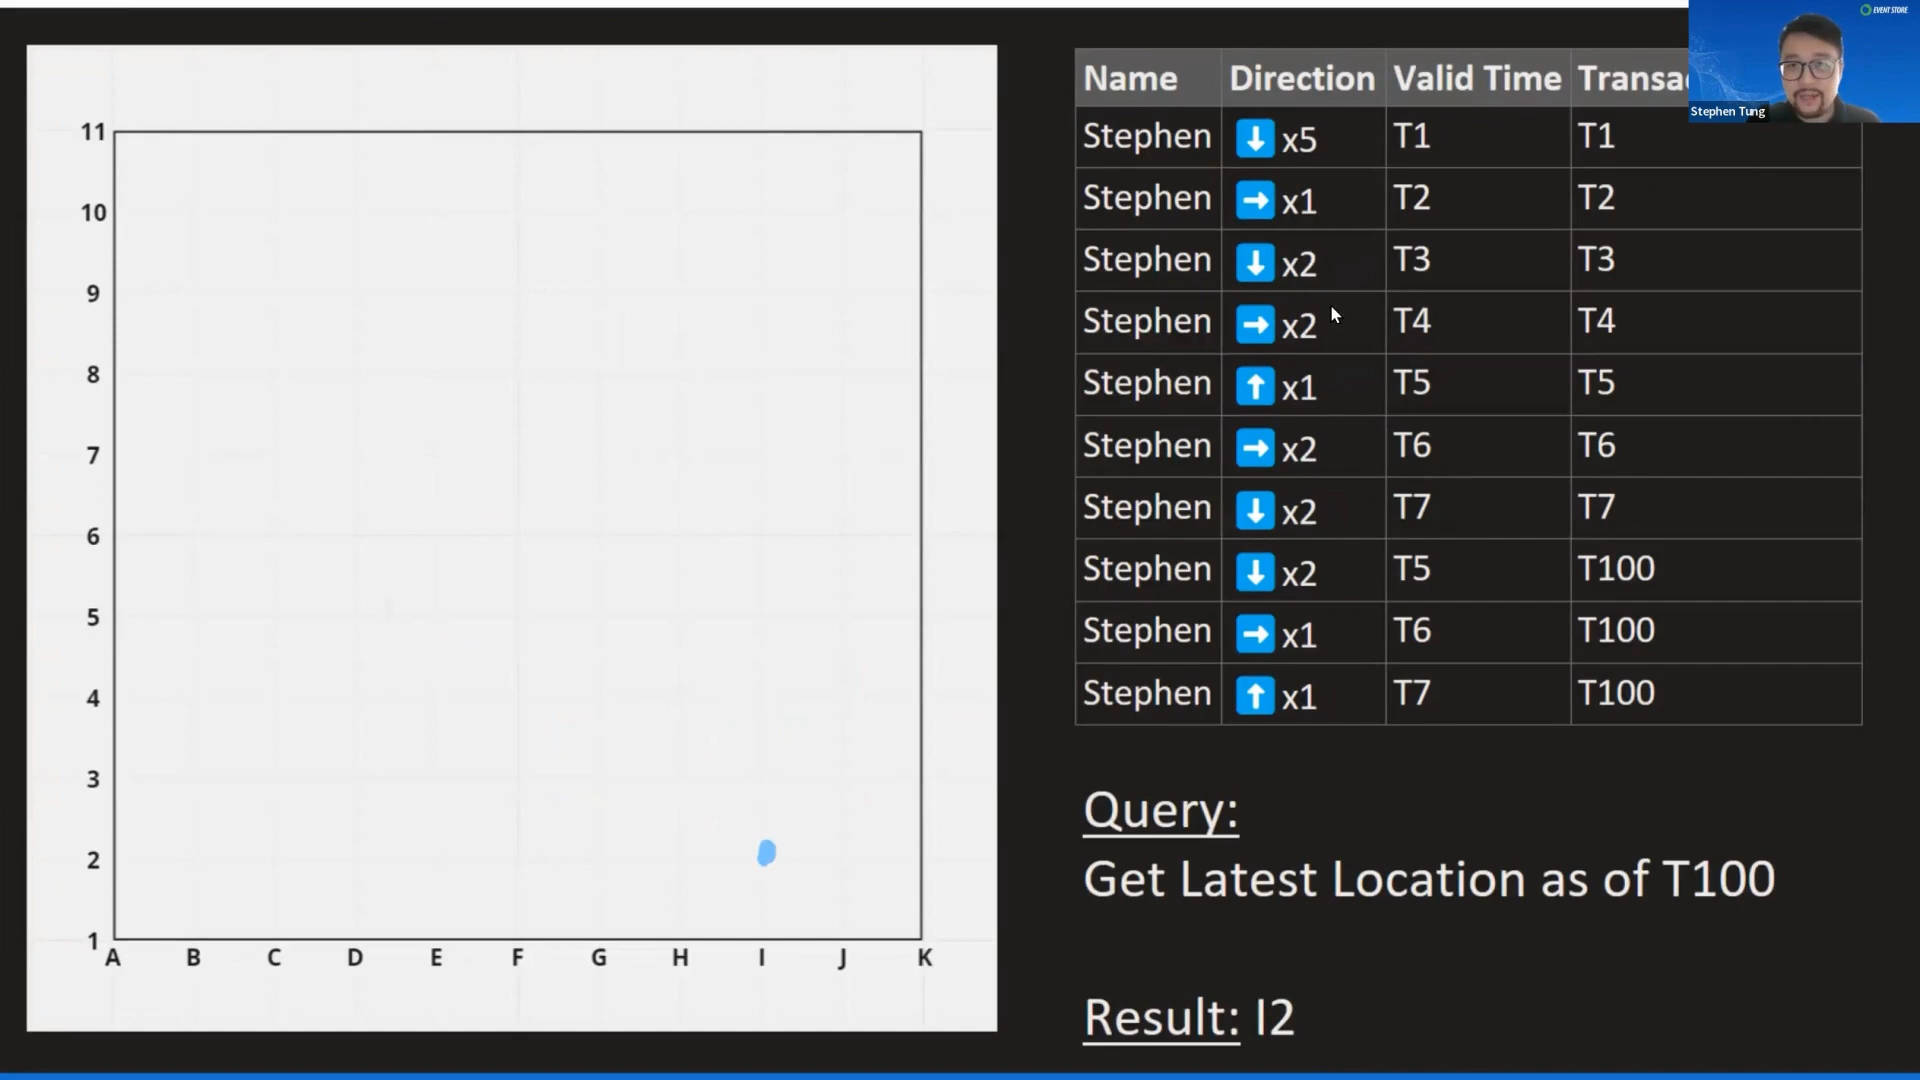 EVENT STORE
Stephen Tung
11
10
9
8
7
6
5
4
3
2
1
A B C D E F G H I J K
Name Direction Valid Time Transac
Stephen ⬇ x5 T1 T1
Stephen ➡ x1 T2 T2
Stephen ⬇ x2 T3 T3
Stephen ➡ x2 T4 T4
Stephen ⬆ x1 T5 T5
Stephen ➡ x2 T6 T6
Stephen ⬇ x2 T7 T7
Stephen ⬇ x2 T5 T100
Stephen ➡ x1 T6 T100
Stephen ⬆ x1 T7 T100
Query:
Get Latest Location as of T100
Result: I2